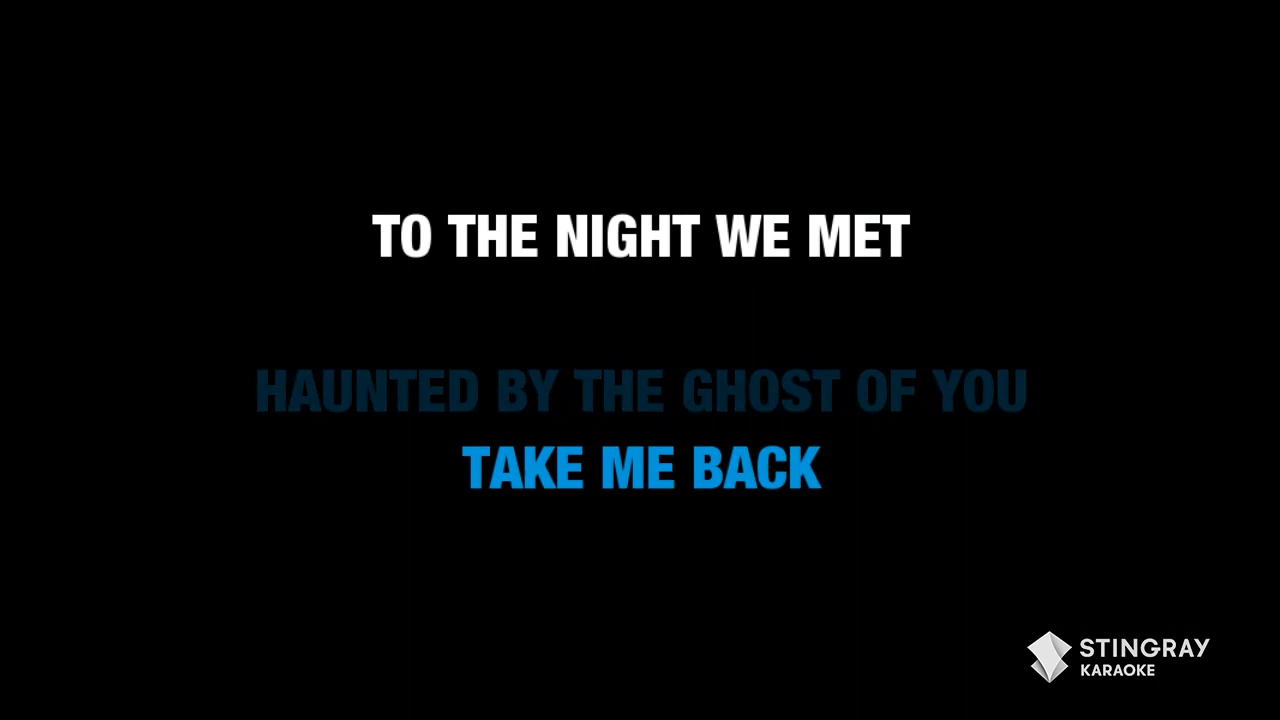 TO THE NIGHT WE MET
HAUNTED BY THE GHOST OF YOU
TAKE ME BACK
STINGRAY
KARAOKE